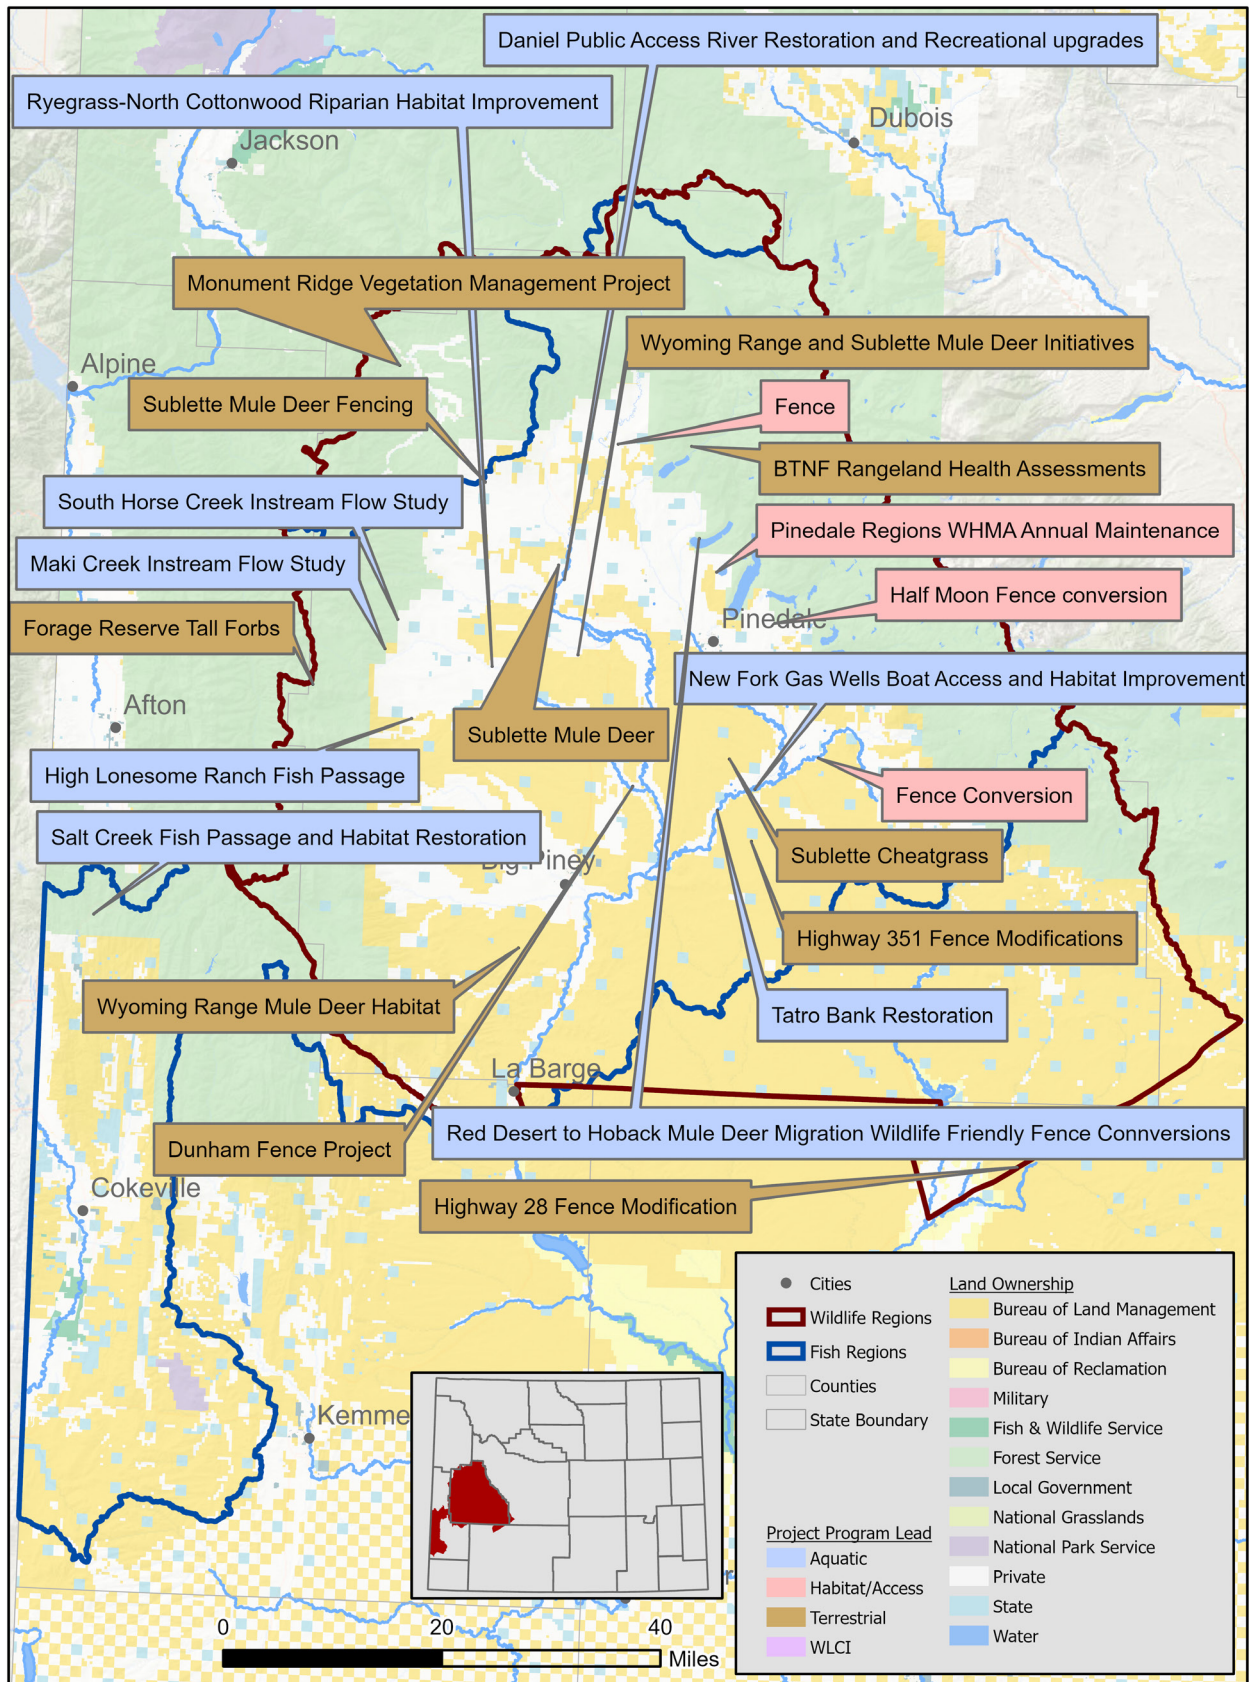 Daniel Public Access River Restoration and Recreational upgrades
Ryegrass-North Cottonwood Riparian Habitat Improvement
Dubois
Jackson
Monument Ridge Vegetation Management Project
Wyoming Range and Sublette Mule Deer Initiatives
Alpine
Sublette Mule Deer Fencing
Fence
BTNF Rangeland Health Assessments
South Horse Creek Instream Flow Study
Pinedale Regions WHMA Annual Maintenance
Maki Creek Instream Flow Study
Half Moon Fence conversion
Forage Reserve Tall Forbs
Pinedale
New Fork Gas Wells Boat Access and Habitat Improvement
Afton
Sublette Mule Deer
High Lonesome Ranch Fish Passage
Fence Conversion
Salt Creek Fish Passage and Habitat Restoration
Big Piney
Sublette Cheatgrass
Highway 351 Fence Modifications
Wyoming Range Mule Deer Habitat
Tatro Bank Restoration
La Barge
Red Desert to Hoback Mule Deer Migration Wildlife Friendly Fence Connversions
Dunham Fence Project
Cokeville
Highway 28 Fence Modification
Kemme
Cities
Wildlife Regions
Fish Regions
Counties
State Boundary
Project Program Lead
Aquatic
Habitat/Access
Terrestrial
WLCI
Land Ownership
Bureau of Land Management
Bureau of Indian Affairs
Bureau of Reclamation
Military
Fish & Wildlife Service
Forest Service
Local Government
National Grasslands
National Park Service
Private
State
Water
0 20 40
Miles